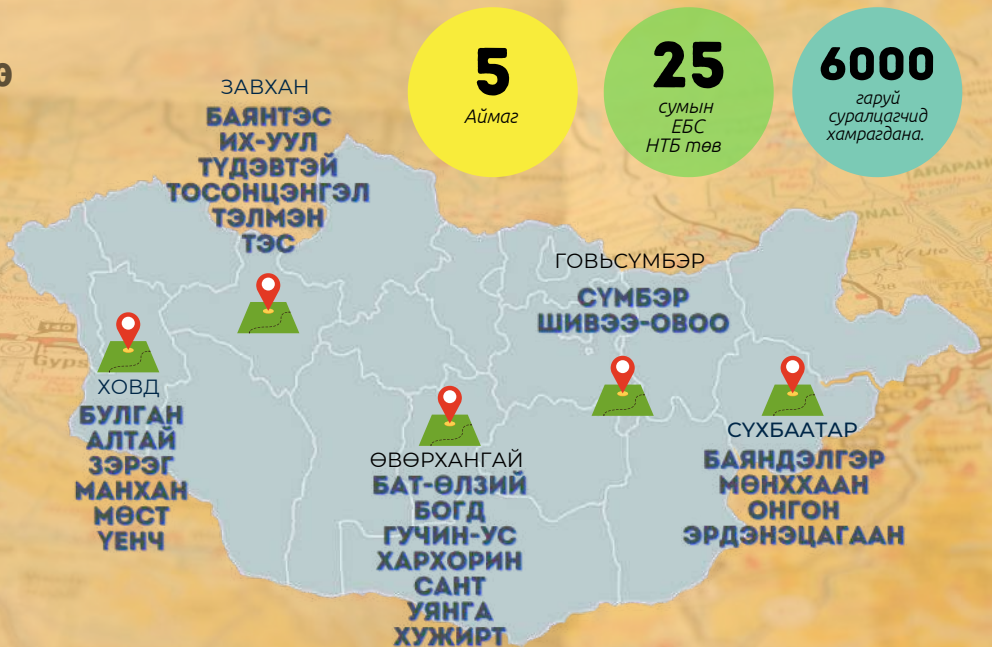 5
Аймаг
25
сумын
ЕБС
НТБ төв
6000
гаруй
суралцагчид
хамрагдана.
ЗАВХАН
БАЯНТЭС
ИХ-УУЛ
ТҮДЭВТЭЙ
ТОСОНЦЭНГЭЛ
ТЭЛМЭН
ТЭС
ГОВЬСҮМБЭР
СҮМБЭР
ШИВЭЭ-ОВОО
ХОВД
БУЛГАН
АЛТАЙ
ЗЭРЭГ
МАНХАН
МӨСТ
ҮЕНЧ
ӨВӨРХАНГАЙ
БАТ-ӨЛЗИЙ
БОГД
ГУЧИН-УС
ХАРХОРИН
САНТ
УЯНГА
ХУЖИРТ
СҮХБААТАР
БАЯНДЭЛГЭР
МӨНХХААН
ОНГОН
ЭРДЭНЭЦАГААН